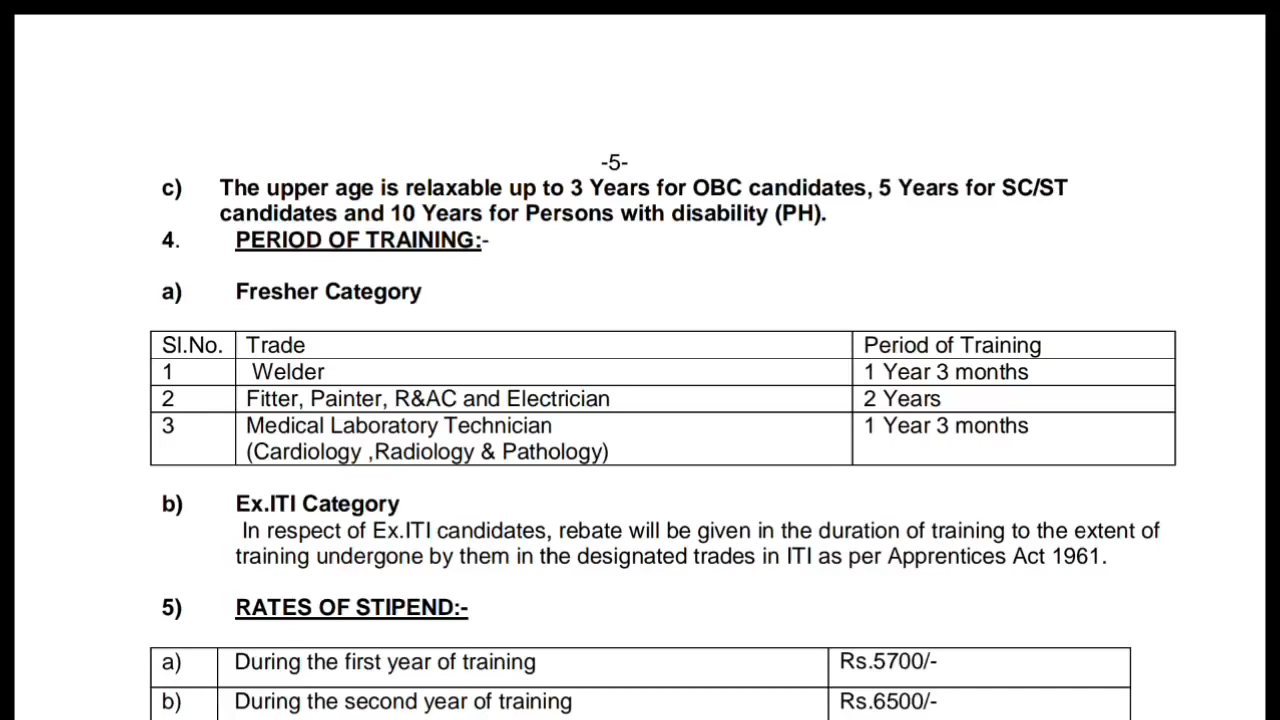 -5-
c) The upper age is relaxable up to 3 Years for OBC candidates, 5 Years for SC/ST
candidates and 10 Years for Persons with disability (PH).
4. PERIOD OF TRAINING:-
a) Fresher Category
Sl.No. Trade Period of Training
1 Welder 1 Year 3 months
2 Fitter, Painter, R&AC and Electrician 2 Years
3 Medical Laboratory Technician 1 Year 3 months
(Cardiology ,Radiology & Pathology)
b) Ex.ITI Category
In respect of Ex.ITI candidates, rebate will be given in the duration of training to the extent of
training undergone by them in the designated trades in ITI as per Apprentices Act 1961.
5) RATES OF STIPEND:-
a) During the first year of training Rs.5700/-
b) During the second year of training Rs.6500/-